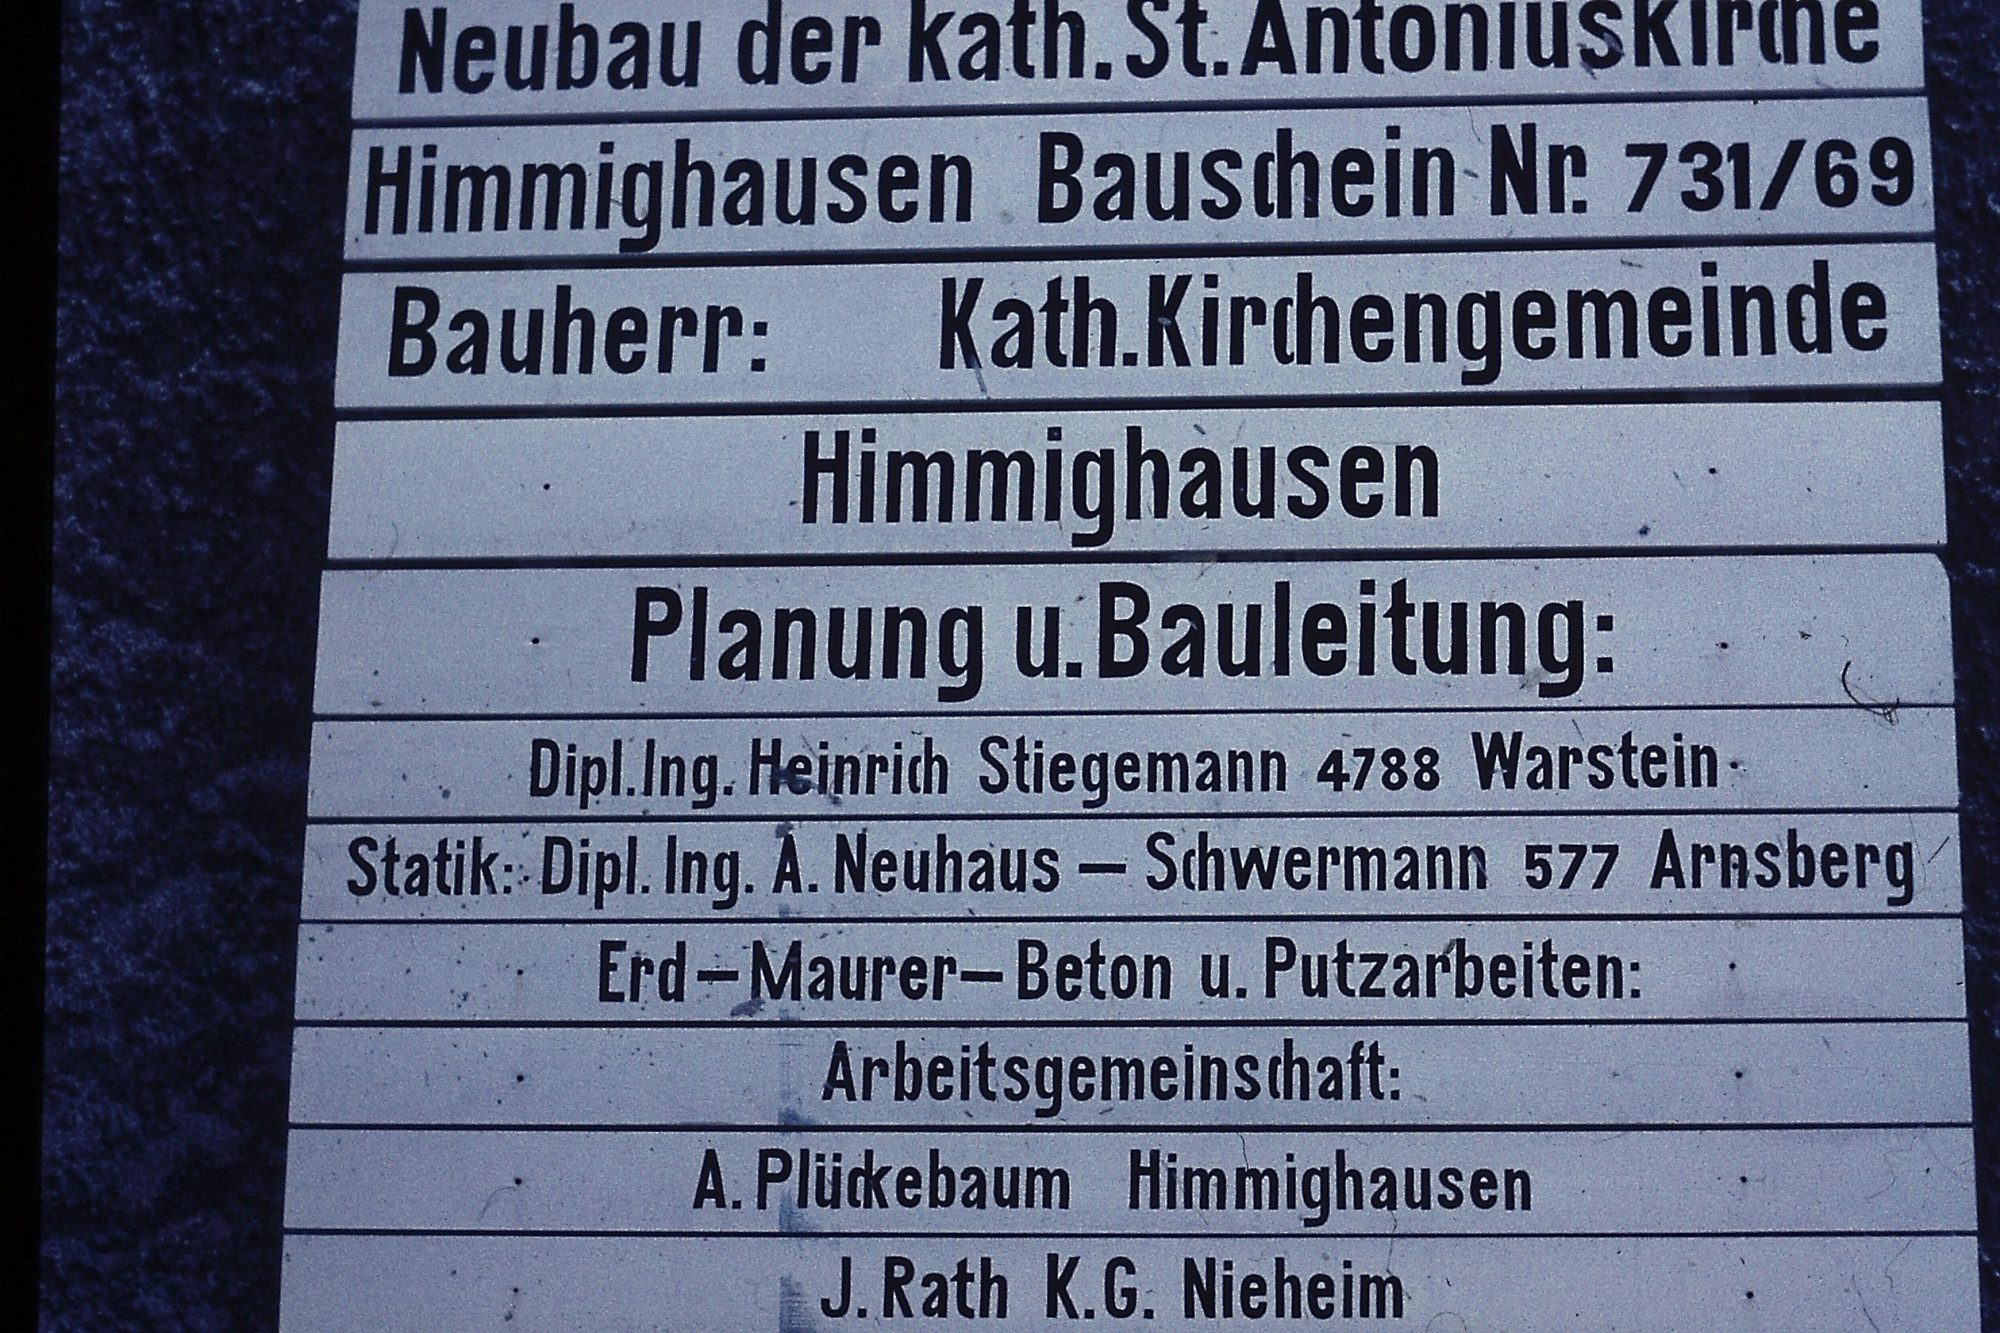 Neubau der kath. St. Antoniuskirche
Himmighausen Bauschein Nr. 731/69
Bauherr: Kath. Kirchengemeinde
Himmighausen
Planung u. Bauleitung:
Dipl. Ing. Heinrich Stiegemann 4788 Warstein
Statik: Dipl. Ing. A. Neuhaus – Schwermann 577 Arnsberg
Erd – Maurer – Beton u. Putzarbeiten:
Arbeitsgemeinschaft:
A. Plückebaum Himmighausen
J. Rath K.G. Nieheim